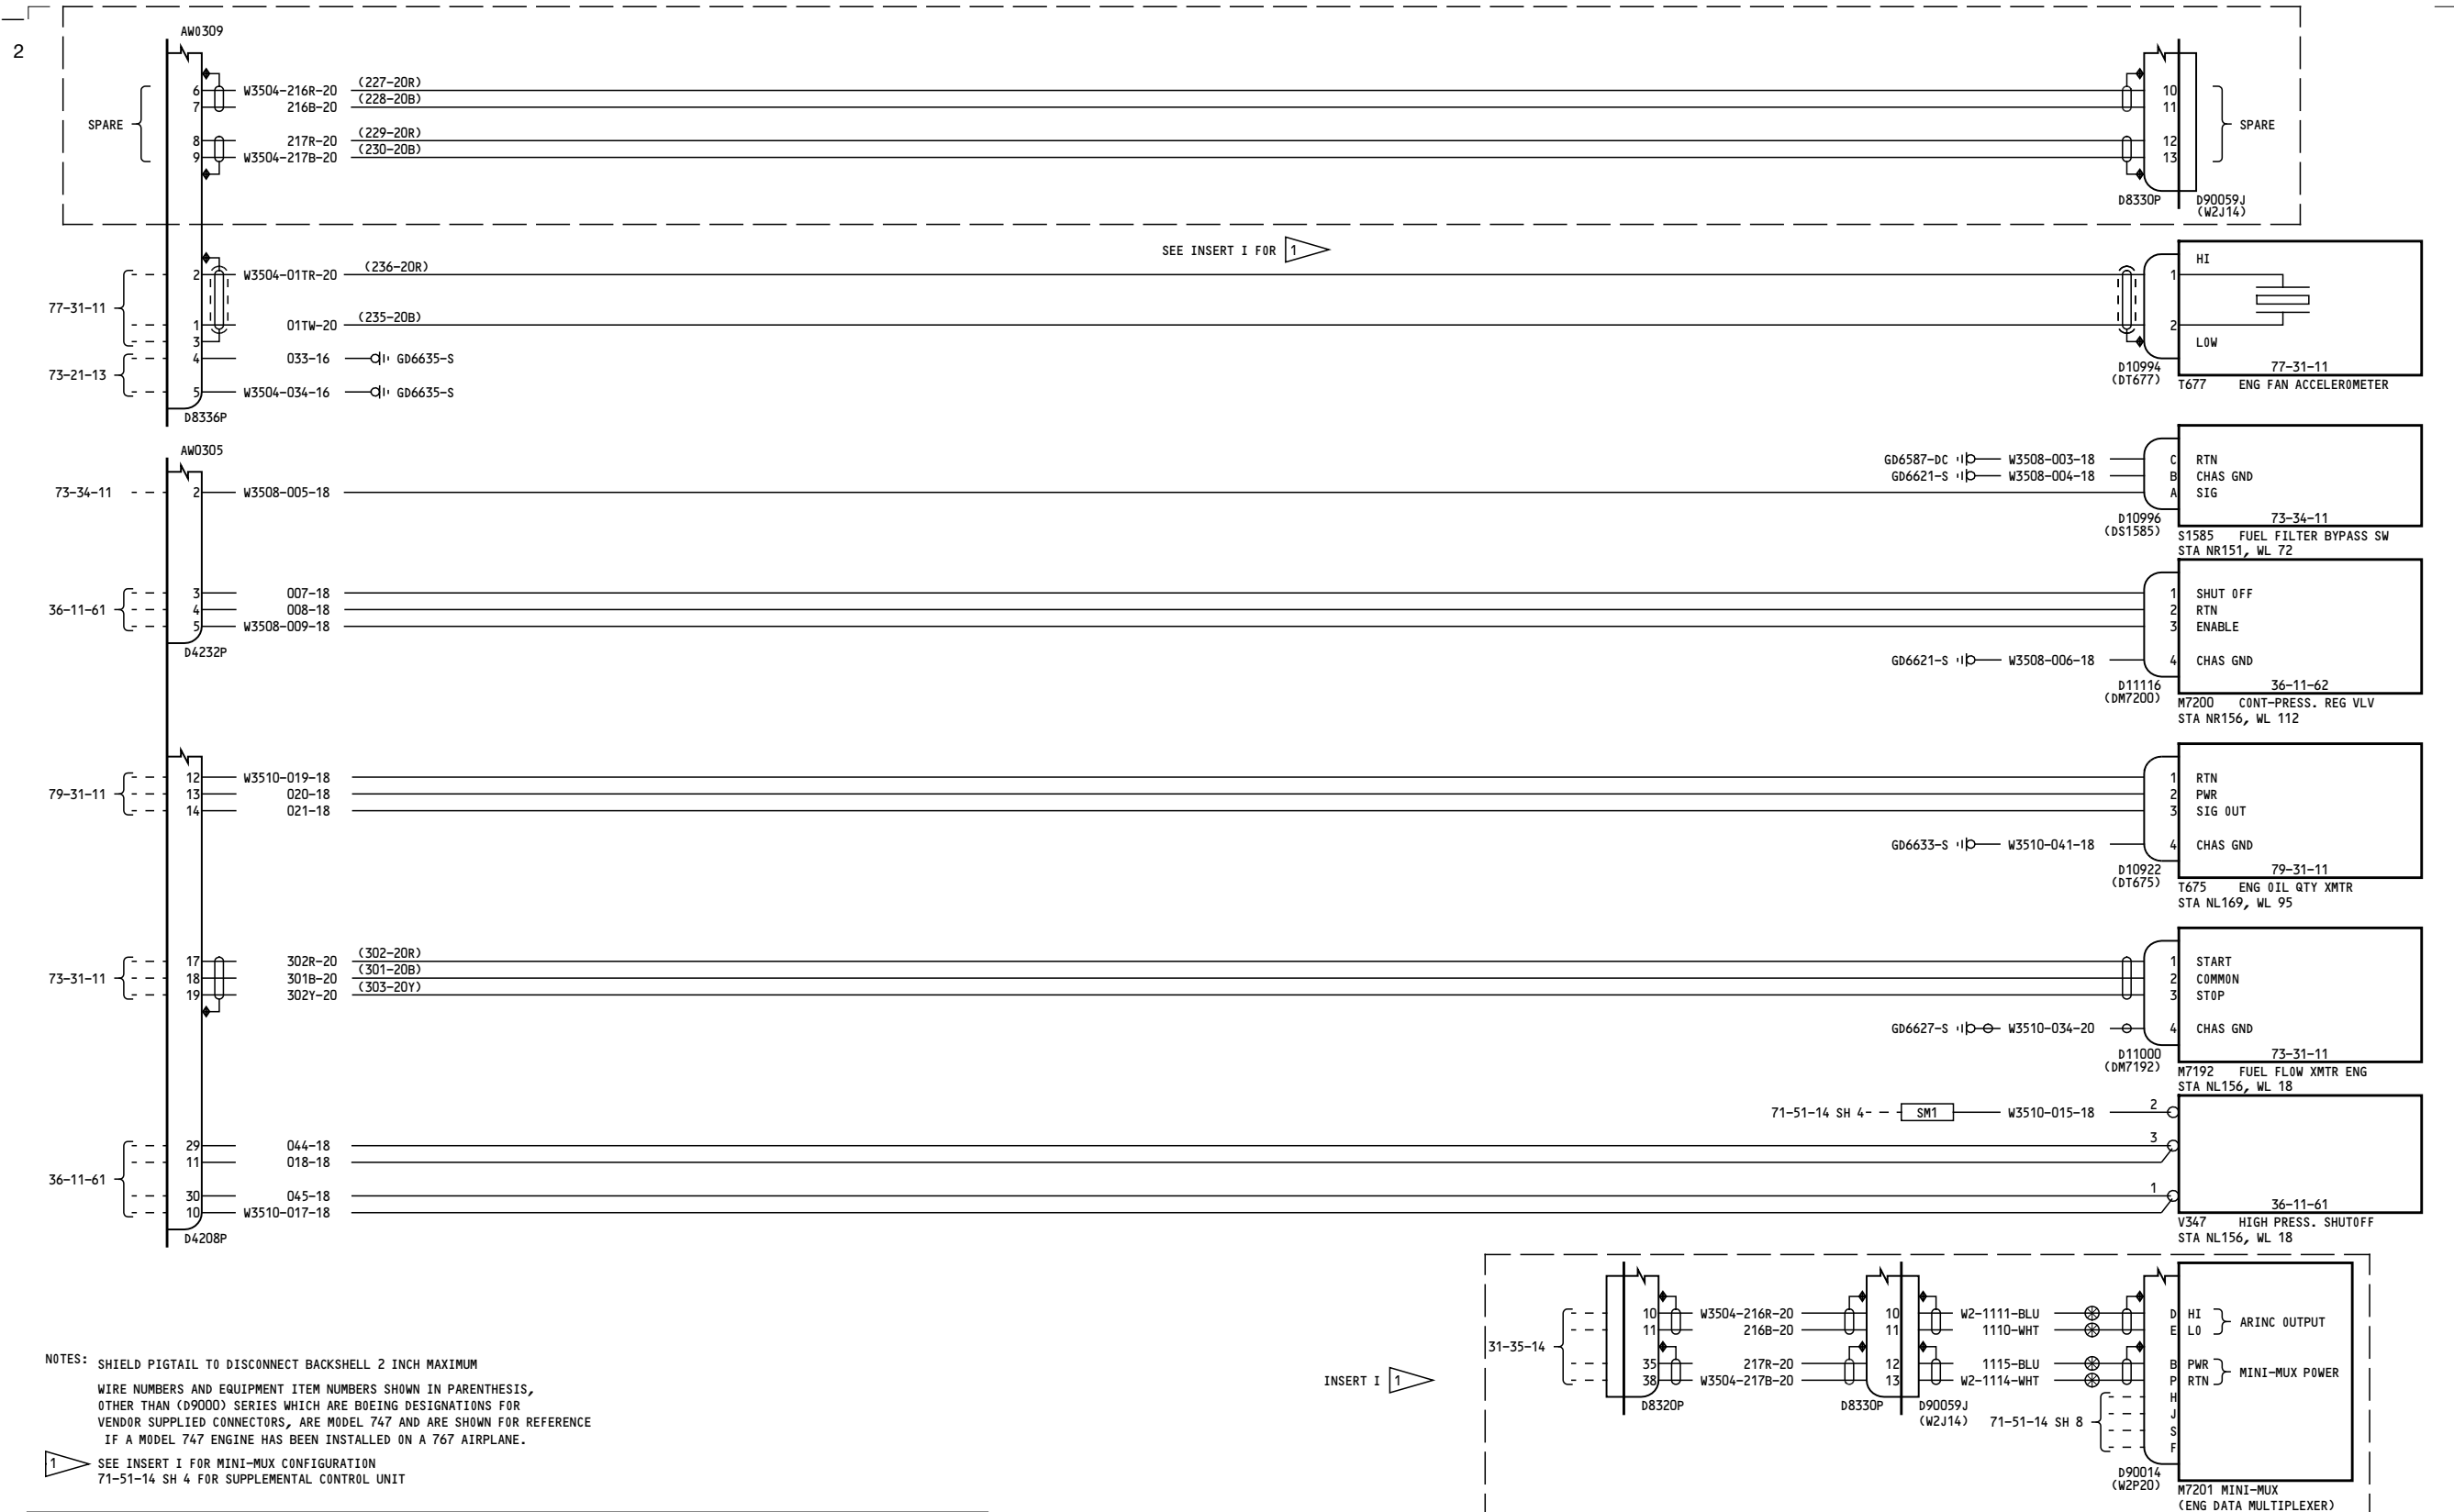 2
AW0309
SPARE
6 W3504-216R-20 (227-20R) 10
7 216B-20 (228-20B) 11
8 217R-20 (229-20R) 12
9 W3504-217B-20 (230-20B) 13
SPARE
D8330P D90059J
(W2J14)
SEE INSERT I FOR 1
77-31-11
2 W3504-01TR-20 (236-20R) 1 HI
1 01TW-20 (235-20B) 2
3
LOW
73-21-13
4 033-16 GD6635-S
5 W3504-034-16 GD6635-S
D8336P
D10994
(DT677)
77-31-11
T677 ENG FAN ACCELEROMETER
AW0305
GD6587-DC W3508-003-18 C RTN
GD6621-S W3508-004-18 B CHAS GND
73-34-11 2 W3508-005-18 A SIG
D10996
(DS1585)
73-34-11
S1585 FUEL FILTER BYPASS SW
STA NR151, WL 72
36-11-61
3 007-18 1 SHUT OFF
4 008-18 2 RTN
5 W3508-009-18 3 ENABLE
D4232P
GD6621-S W3508-006-18 4 CHAS GND
D11116
(DM7200)
36-11-62
M7200 CONT-PRESS. REG VLV
STA NR156, WL 112
79-31-11
12 W3510-019-18 1 RTN
13 020-18 2 PWR
14 021-18 3 SIG OUT
GD6633-S W3510-041-18 4 CHAS GND
D10922
(DT675)
79-31-11
T675 ENG OIL QTY XMTR
STA NL169, WL 95
73-31-11
17 302R-20 (302-20R) 1 START
18 301B-20 (301-20B) 2 COMMON
19 302Y-20 (303-20Y) 3 STOP
GD6627-S W3510-034-20 4 CHAS GND
D11000
(DM7192)
73-31-11
M7192 FUEL FLOW XMTR ENG
STA NL156, WL 18
71-51-14 SH 4 SM1 W3510-015-18 2
36-11-61
29 044-18 3
11 018-18
30 045-18 1
10 W3510-017-18
D4208P
36-11-61
V347 HIGH PRESS. SHUTOFF
STA NL156, WL 18
INSERT I 1
31-35-14
10 W3504-216R-20 10 W2-1111-BLU D HI
11 216B-20 11 1110-WHT E LO
ARINC OUTPUT
35 217R-20 12 1115-BLU B PWR
38 W3504-217B-20 13 W2-1114-WHT P RTN
MINI-MUX POWER
D8320P
D8330P D90059J
(W2J14)
71-51-14 SH 8
H
J
S
F
D90014
(W2P20)
M7201 MINI-MUX
(ENG DATA MULTIPLEXER)
NOTES: SHIELD PIGTAIL TO DISCONNECT BACKSHELL 2 INCH MAXIMUM
WIRE NUMBERS AND EQUIPMENT ITEM NUMBERS SHOWN IN PARENTHESIS,
OTHER THAN (D9000) SERIES WHICH ARE BOEING DESIGNATIONS FOR
VENDOR SUPPLIED CONNECTORS, ARE MODEL 747 AND ARE SHOWN FOR REFERENCE
IF A MODEL 747 ENGINE HAS BEEN INSTALLED ON A 767 AIRPLANE.
1 SEE INSERT I FOR MINI-MUX CONFIGURATION
71-51-14 SH 4 FOR SUPPLEMENTAL CONTROL UNIT